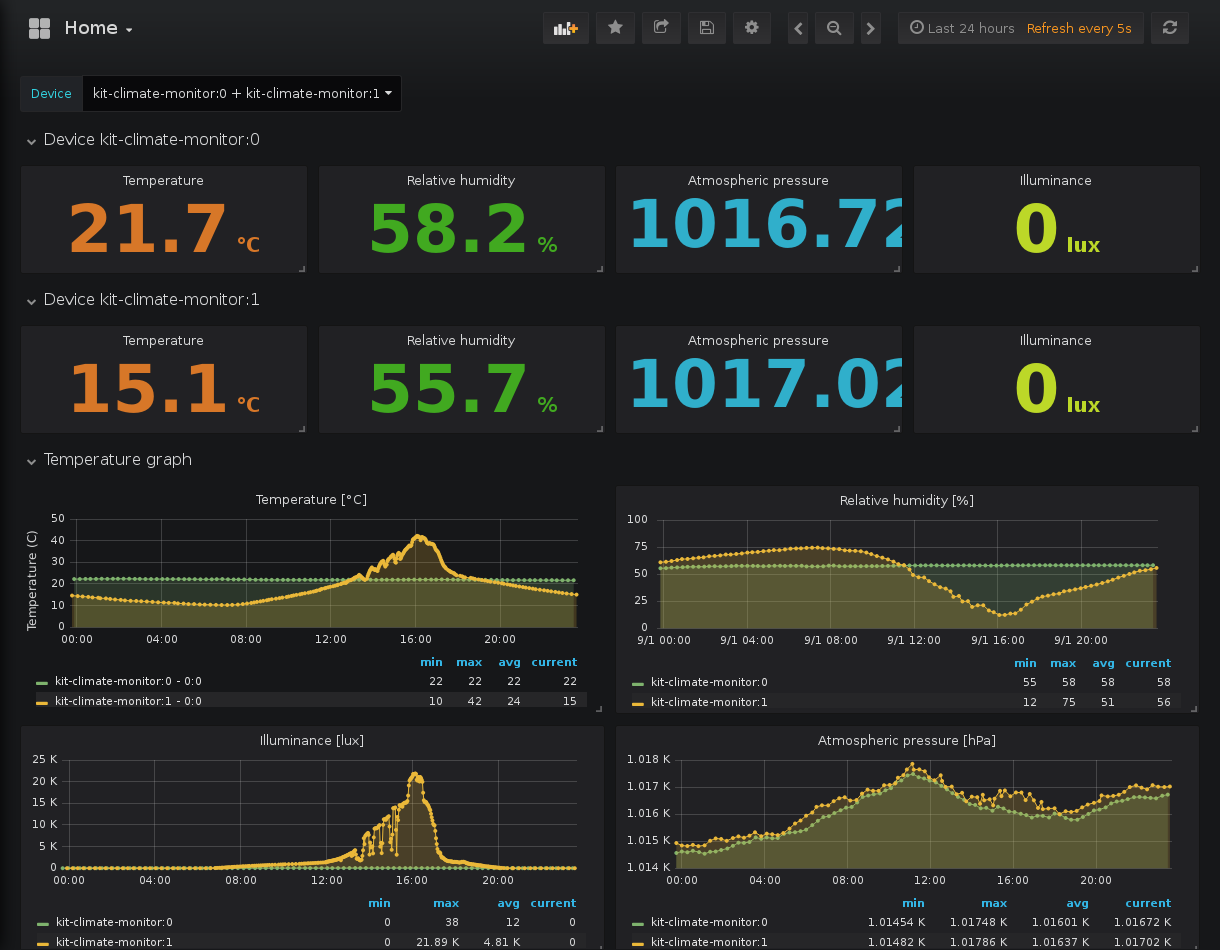 Home
Last 24 hours Refresh every 5s
Device kit-climate-monitor:0 + kit-climate-monitor:1
Device kit-climate-monitor:0
Temperature Relative humidity Atmospheric pressure Illuminance
21.7 °C 58.2 % 1016.72 0 lux
Device kit-climate-monitor:1
Temperature Relative humidity Atmospheric pressure Illuminance
15.1 °C 55.7 % 1017.02 0 lux
Temperature graph
Temperature [°C]
Temperature (C)
50
40
30
20
10
0
00:00 04:00 08:00 12:00 16:00 20:00
min max avg current
kit-climate-monitor:0 - 0:0 22 22 22 22
kit-climate-monitor:1 - 0:0 10 42 24 15
Relative humidity [%]
100
75
50
25
0
9/1 00:00 9/1 04:00 9/1 08:00 9/1 12:00 9/1 16:00 9/1 20:00
min max avg current
kit-climate-monitor:0 55 58 58 58
kit-climate-monitor:1 12 75 51 56
Illuminance [lux]
25 K
20 K
15 K
10 K
5 K
0
00:00 04:00 08:00 12:00 16:00 20:00
min max avg current
kit-climate-monitor:0 0 38 12 0
kit-climate-monitor:1 0 21.89 K 4.81 K 0
Atmospheric pressure [hPa]
1.018 K
1.017 K
1.016 K
1.015 K
1.014 K
00:00 04:00 08:00 12:00 16:00 20:00
min max avg current
kit-climate-monitor:0 1.01454 K 1.01748 K 1.01601 K 1.01672 K
kit-climate-monitor:1 1.01482 K 1.01786 K 1.01637 K 1.01702 K